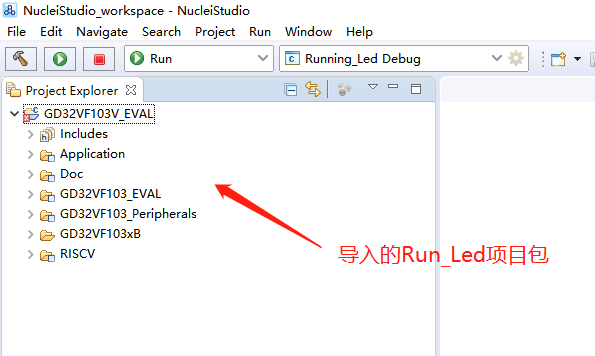 NucleiStudio_workspace - NucleiStudio
File Edit Navigate Search Project Run Window Help
Run Running_Led Debug
Project Explorer
GD32VF103V_EVAL
Includes
Application
Doc
GD32VF103_EVAL
GD32VF103_Peripherals
GD32VF103xB
RISCV
导入的Run_Led项目包